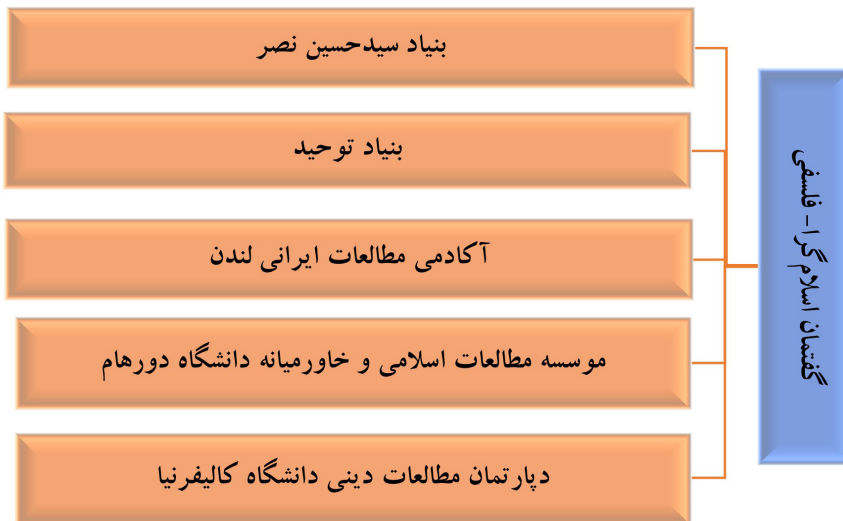 گفتمان اسلام گرا - فلسفی
بنیاد سیدحسین نصر
بنیاد توحید
آکادمی مطالعات ایرانی لندن
موسسه مطالعات اسلامی و خاورمیانه دانشگاه دورهام
دپارتمان مطالعات دینی دانشگاه کالیفرنیا